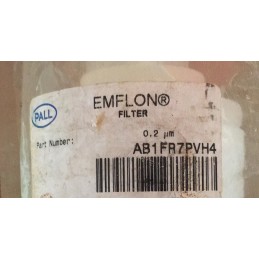 PALL
EMFLON®
FILTER
0.2 µm
Part Number:
AB1FR7PVH4